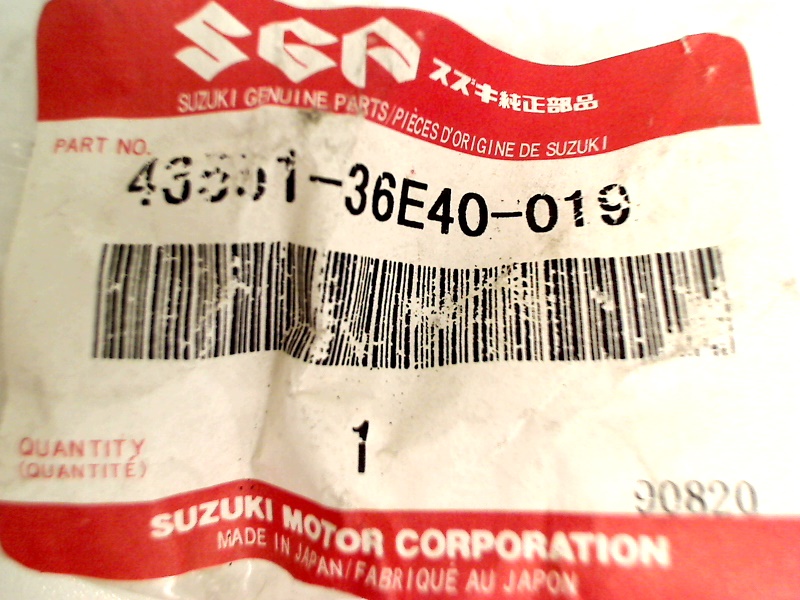 SGP スズキ純正部品
SUZUKI GENUINE PARTS/PIÈCES D'ORIGINE DE SUZUKI
PART NO.
-36E40-019
1
QUANTITY
(QUANTITÉ)
90820
SUZUKI MOTOR CORPORATION
MADE IN JAPAN/FABRIQUÉ AU JAPON